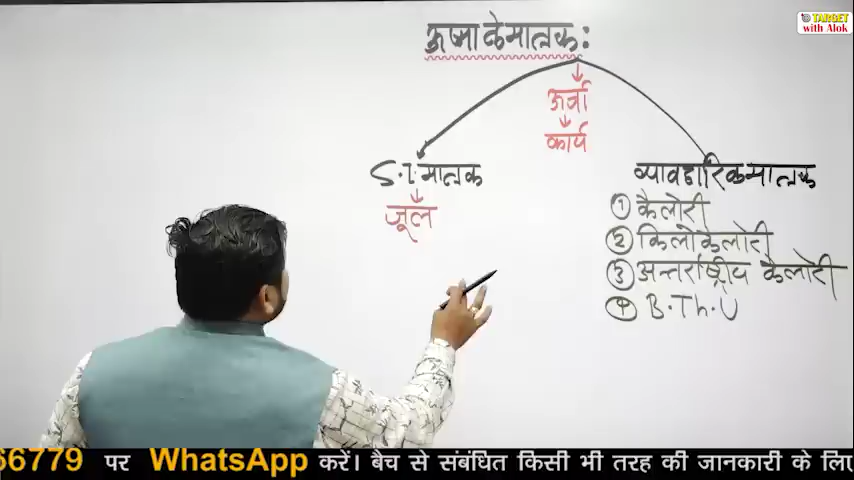 TARGET
with Alok
ऊष्मा के मात्रक:
ऊर्जा
कार्य
S.I. मात्रक
जूल
व्यावहारिक मात्रक
① कैलोरी
② किलोकैलोरी
③ अन्तर्राष्ट्रीय कैलोरी
④ B.Th.U
66779 पर WhatsApp करें। बैच से संबंधित किसी भी तरह की जानकारी के लिए